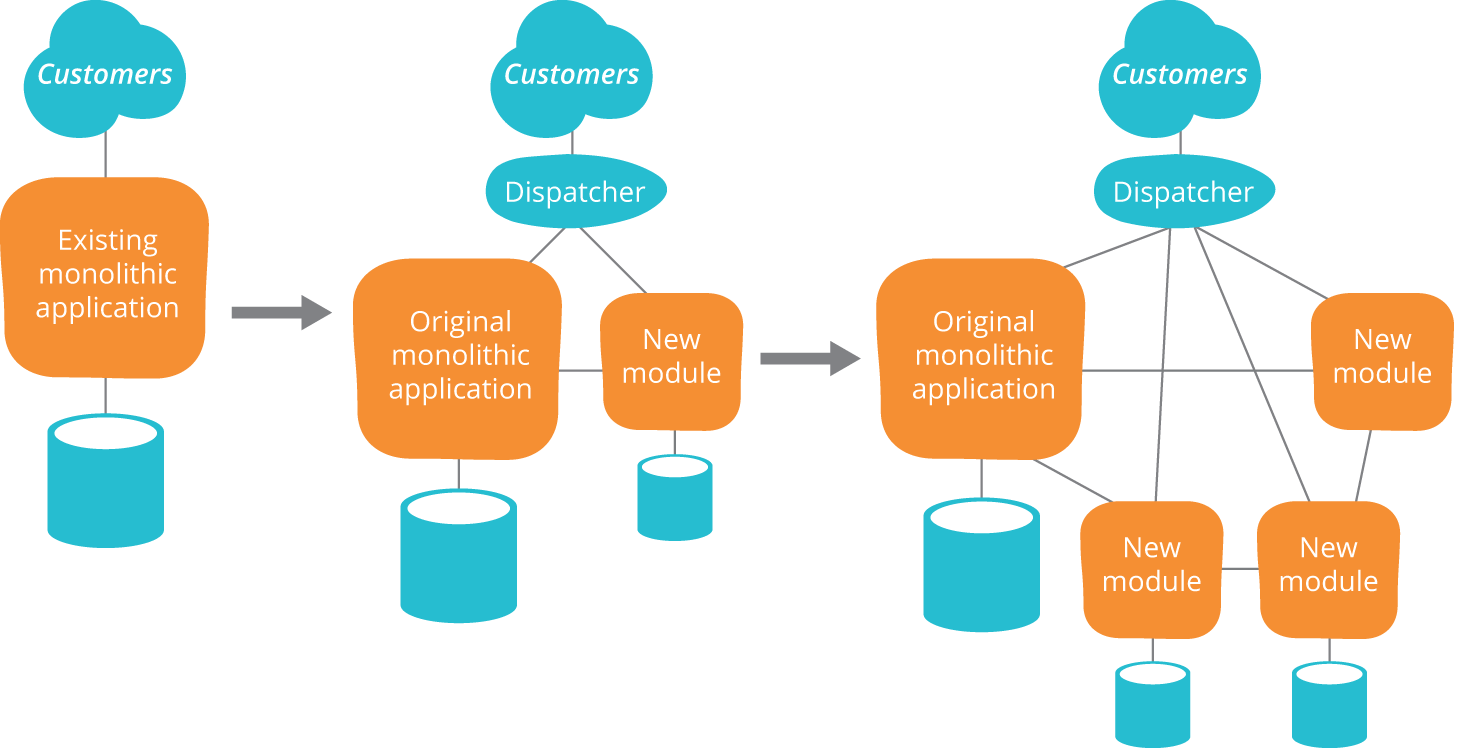 Customers
Existing
monolithic
application
Customers
Dispatcher
Original
monolithic
application
New
module
Customers
Dispatcher
Original
monolithic
application
New
module
New
module
New
module